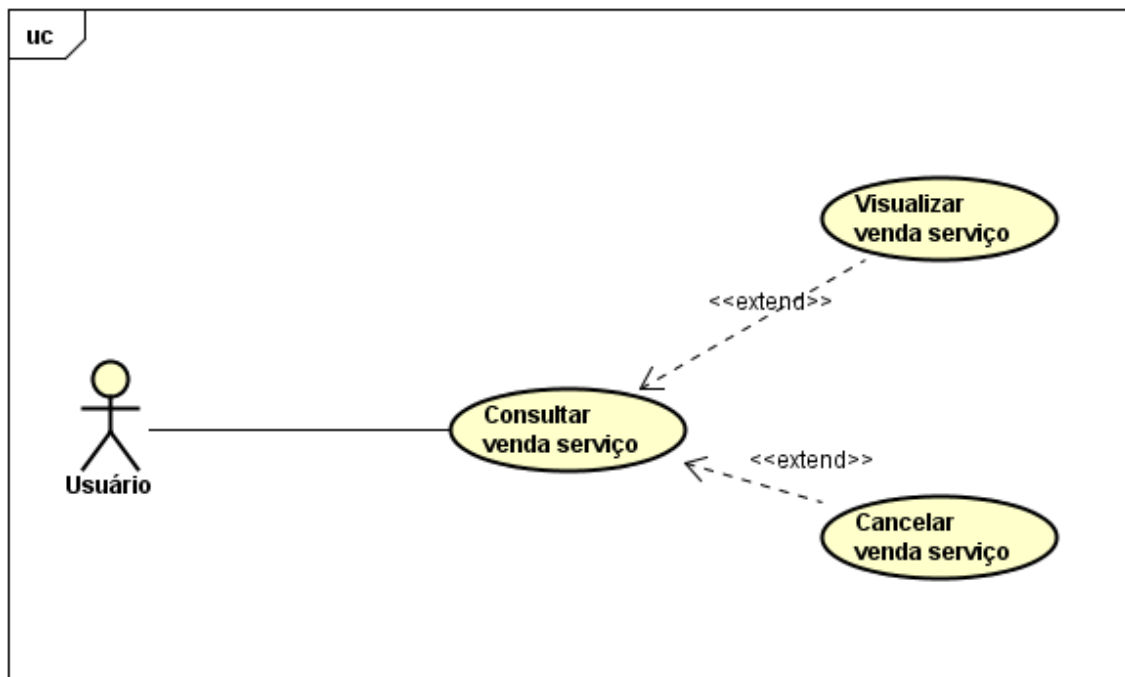 uc
Visualizar
venda serviço
<<extend>>
Consultar
venda serviço
<<extend>>
Usuário
Cancelar
venda serviço